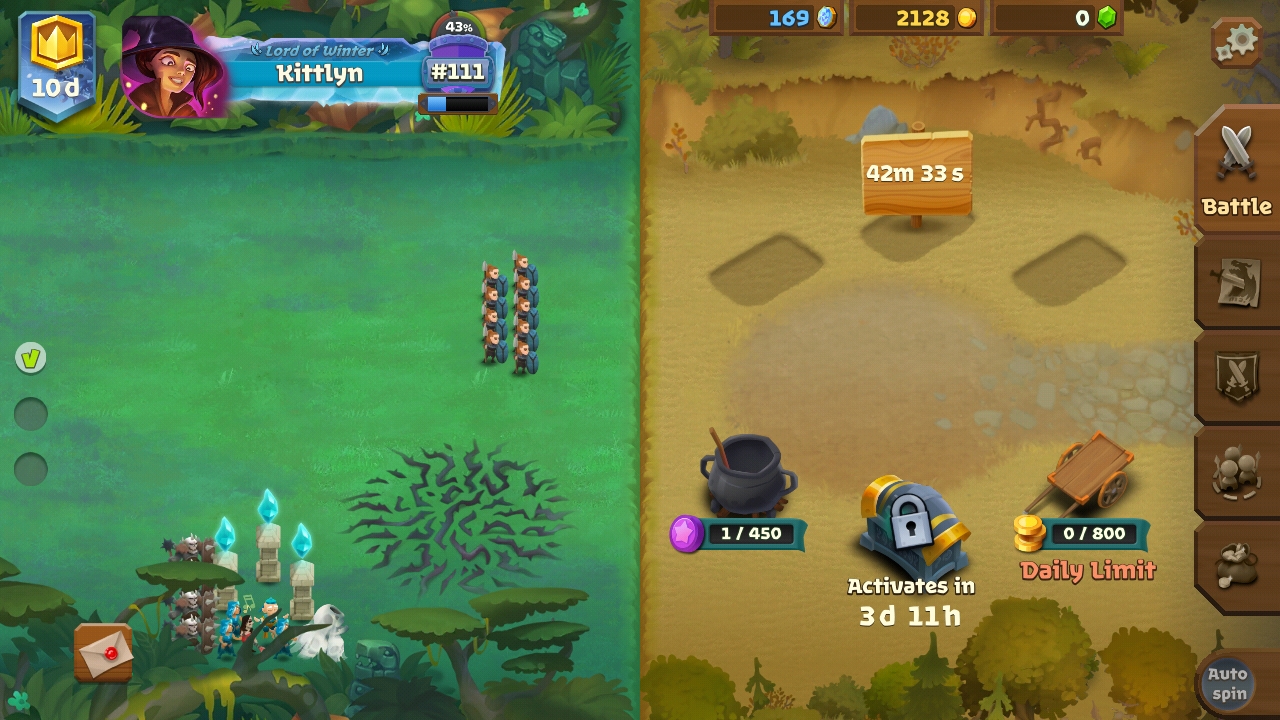 43%
Lord of Winter
Kittlyn
#111
10 d
169
2128
0
42m 33 s
Battle
1 / 450
0 / 800
Daily Limit
Activates in
3d 11h
Auto
spin